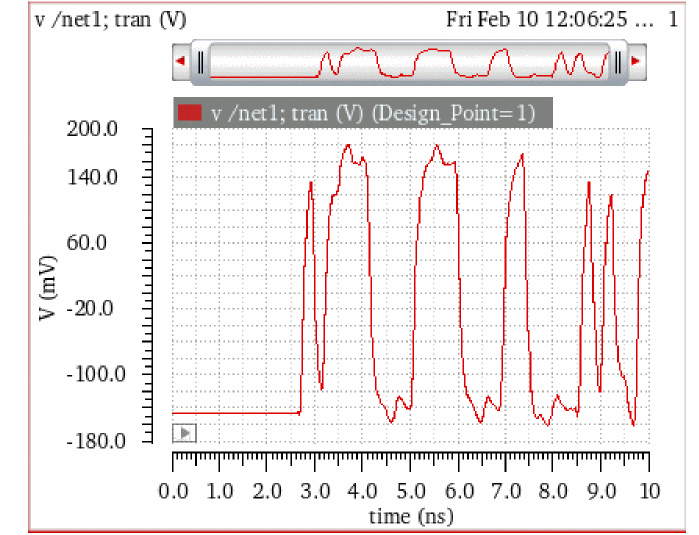 v /net1; tran (V) Fri Feb 10 12:06:25 ... 1
v /net1; tran (V) (Design_Point=1)
200.0
140.0
60.0
-20.0
-100.0
-180.0
V (mV)
0.0 1.0 2.0 3.0 4.0 5.0 6.0 7.0 8.0 9.0 10
time (ns)